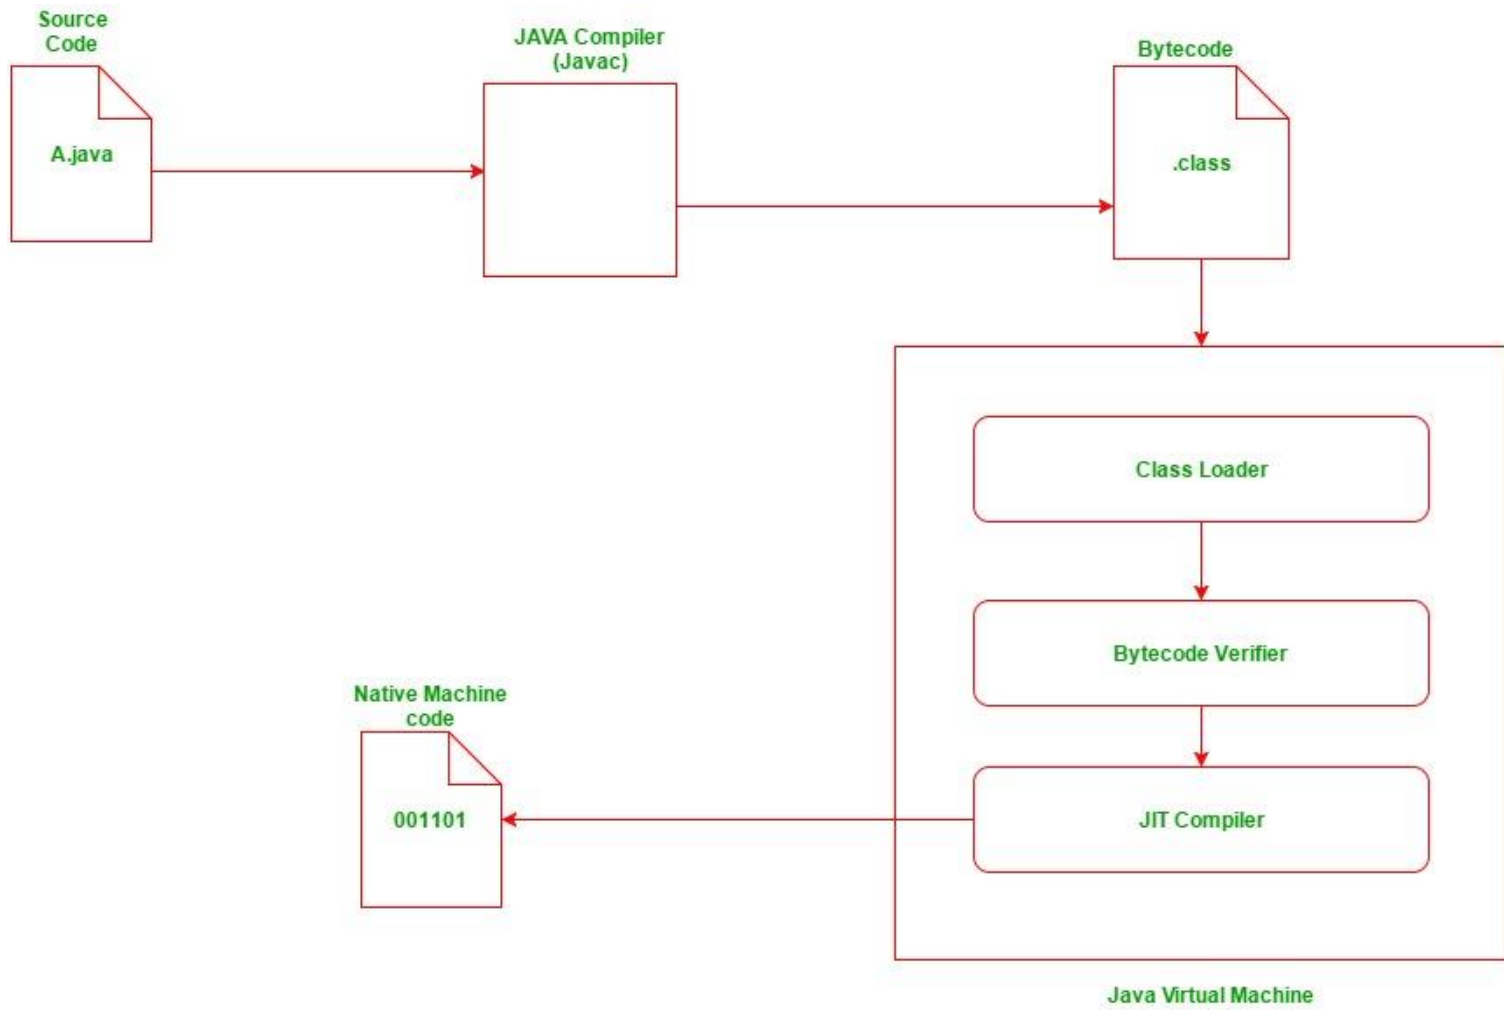 Source
Code
A.java
JAVA Compiler
(Javac)
Bytecode
.class
Class Loader
Bytecode Verifier
JIT Compiler
Java Virtual Machine
Native Machine
code
001101